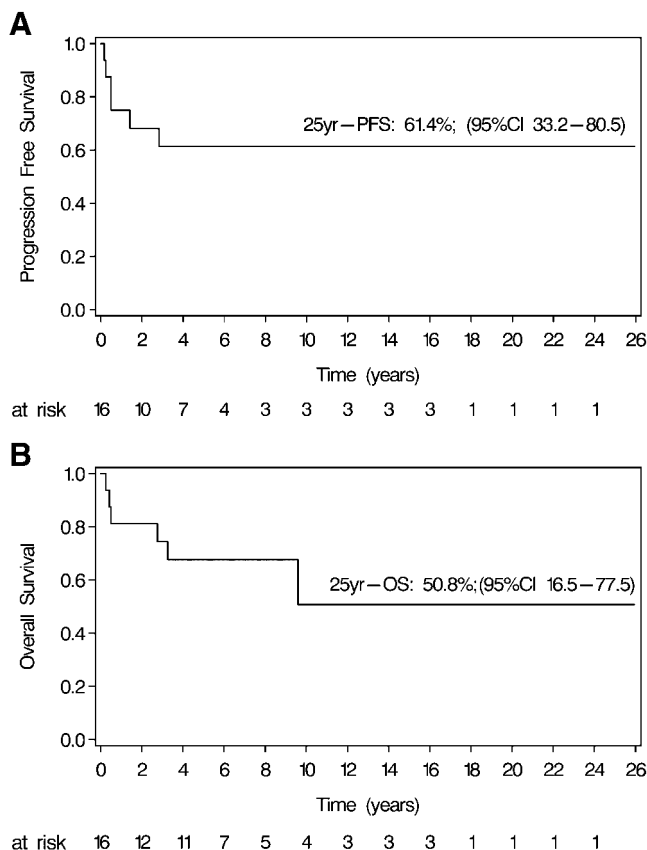 A
1.0
0.8
0.6
0.4
0.2
0.0
Progression Free Survival
25yr–PFS: 61.4%; (95%CI 33.2–80.5)
0 2 4 6 8 10 12 14 16 18 20 22 24 26
Time (years)
at risk 16 10 7 4 3 3 3 3 3 1 1 1 1
B
1.0
0.8
0.6
0.4
0.2
0.0
Overall Survival
25yr–OS: 50.8%;(95%CI 16.5–77.5)
0 2 4 6 8 10 12 14 16 18 20 22 24 26
Time (years)
at risk 16 12 11 7 5 4 3 3 3 1 1 1 1